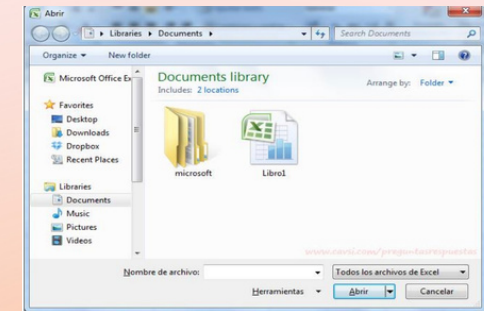 Abrir
Libraries ▸ Documents ▸
Search Documents
Organize ▾ New folder
Microsoft Office Ex
Documents library
Includes: 2 locations
Arrange by: Folder ▾
Favorites
Desktop
Downloads
Dropbox
Recent Places
microsoft
Libro1
Libraries
Documents
Music
Pictures
Videos
Nombre de archivo:
Todos los archivos de Excel
Herramientas ▾
Abrir
Cancelar